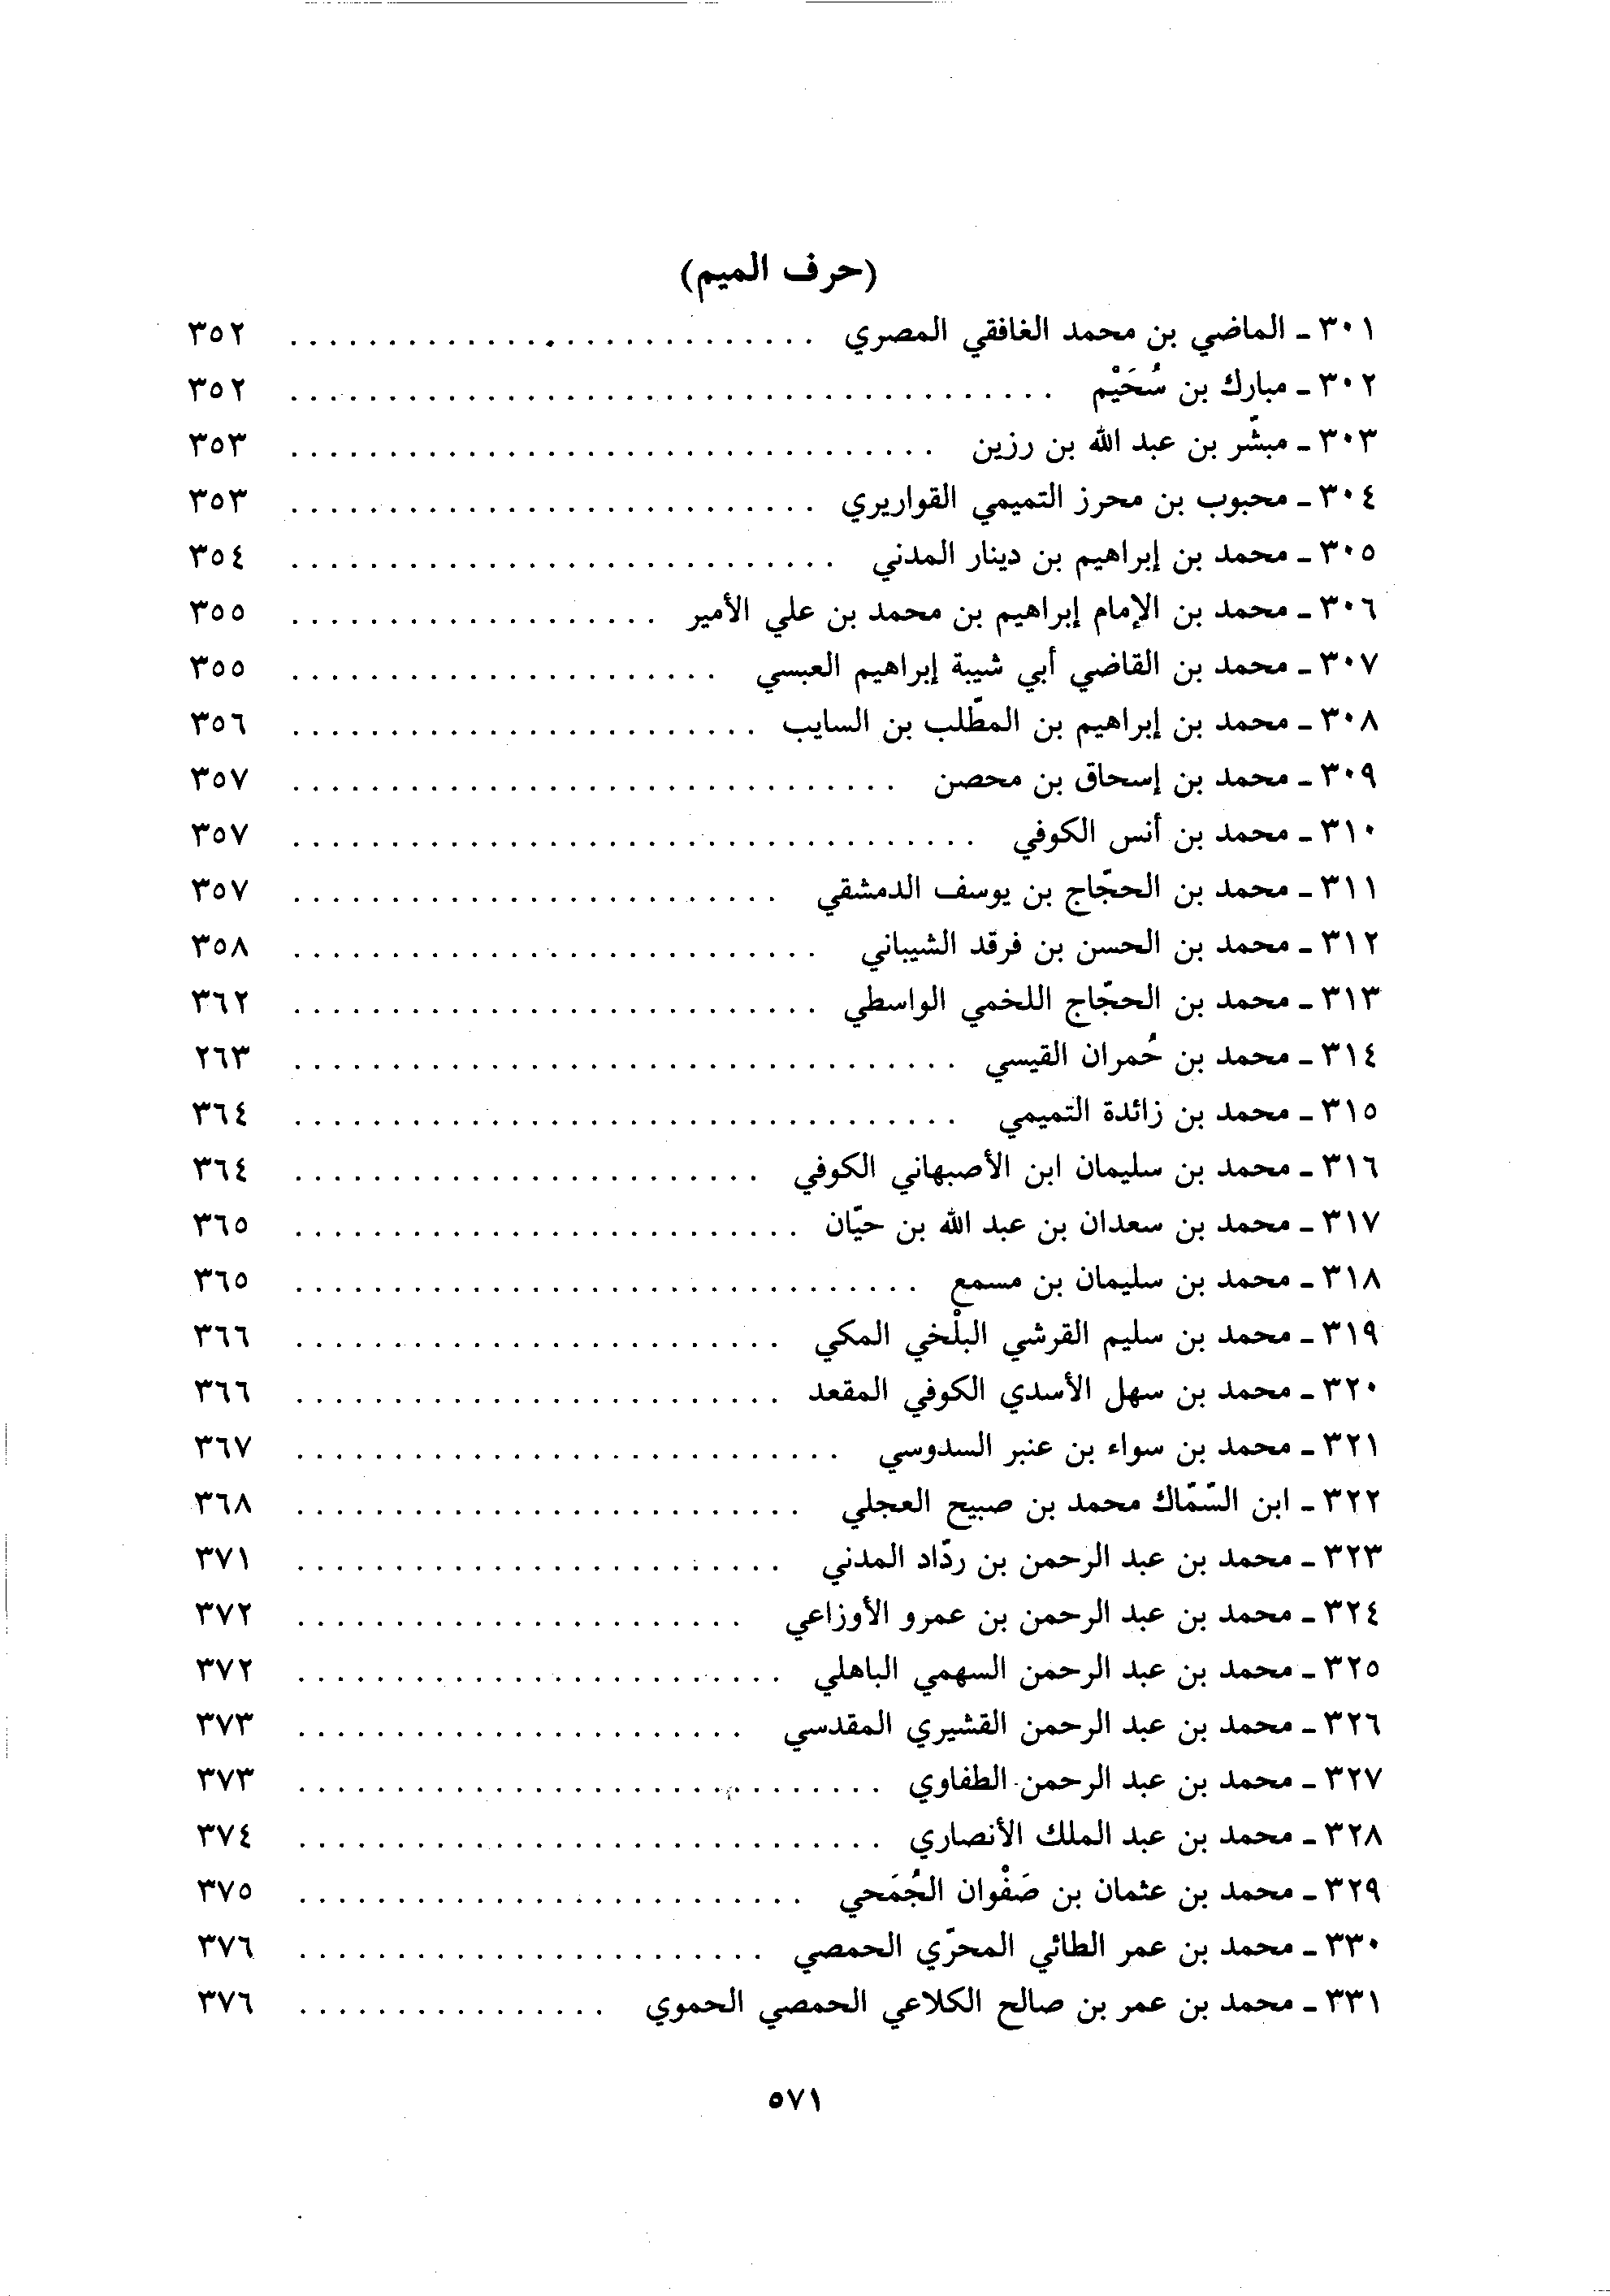 (حرف الميم)
٣٠١ - الماضي بن محمد الغافقي المصري ........................... ٣٥٢
٣٠٢ - مبارك بن سُحَيْم ....................................... ٣٥٢
٣٠٣ - مبشّر بن عبد الله بن رزين ................................. ٣٥٣
٣٠٤ - محبوب بن محرز التميمي القواريري ........................... ٣٥٣
٣٠٥ - محمد بن إبراهيم بن دينار المدني ............................ ٣٥٤
٣٠٦ - محمد بن الإمام إبراهيم بن محمد بن علي الأمير ................... ٣٥٥
٣٠٧ - محمد بن القاضي أبي شيبة إبراهيم العبسي ...................... ٣٥٥
٣٠٨ - محمد بن إبراهيم بن المطّلب بن السايب ........................ ٣٥٦
٣٠٩ - محمد بن إسحاق بن محصن ............................... ٣٥٧
٣١٠ - محمد بن أنس الكوفي ................................... ٣٥٧
٣١١ - محمد بن الحجّاج بن يوسف الدمشقي ......................... ٣٥٧
٣١٢ - محمد بن الحسن بن فرقد الشيباني ........................... ٣٥٨
٣١٣ - محمد بن الحجّاج اللخمي الواسطي ........................... ٣٦٢
٣١٤ - محمد بن حُمران القيسي .................................. ٢٦٣
٣١٥ - محمد بن زائدة التميمي .................................. ٣٦٤
٣١٦ - محمد بن سليمان ابن الأصبهاني الكوفي ........................ ٣٦٤
٣١٧ - محمد بن سعدان بن عبد الله بن حيّان .......................... ٣٦٥
٣١٨ - محمد بن سليمان بن مسمع ................................ ٣٦٥
٣١٩ - محمد بن سليم القرشي البلْخي المكي ......................... ٣٦٦
٣٢٠ - محمد بن سهل الأسدي الكوفي المقعد ......................... ٣٦٦
٣٢١ - محمد بن سواء بن عنبر السدوسي ............................ ٣٦٧
٣٢٢ - ابن السّمّاك محمد بن صبيح العجلي .......................... ٣٦٨
٣٢٣ - محمد بن عبد الرحمن بن ردّاد المدني ......................... ٣٧١
٣٢٤ - محمد بن عبد الرحمن بن عمرو الأوزاعي ....................... ٣٧٢
٣٢٥ - محمد بن عبد الرحمن السهمي الباهلي ......................... ٣٧٢
٣٢٦ - محمد بن عبد الرحمن القشيري المقدسي ....................... ٣٧٣
٣٢٧ - محمد بن عبد الرحمن الطفاوي .............................. ٣٧٣
٣٢٨ - محمد بن عبد الملك الأنصاري .............................. ٣٧٤
٣٢٩ - محمد بن عثمان بن صَفْوان الجُمَحي .......................... ٣٧٥
٣٣٠ - محمد بن عمر الطائي المحرّي الحمصي ........................ ٣٧٦
٣٣١ - محمد بن عمر بن صالح الكلاعي الحمصي الحموي ................ ٣٧٦
٥٧١